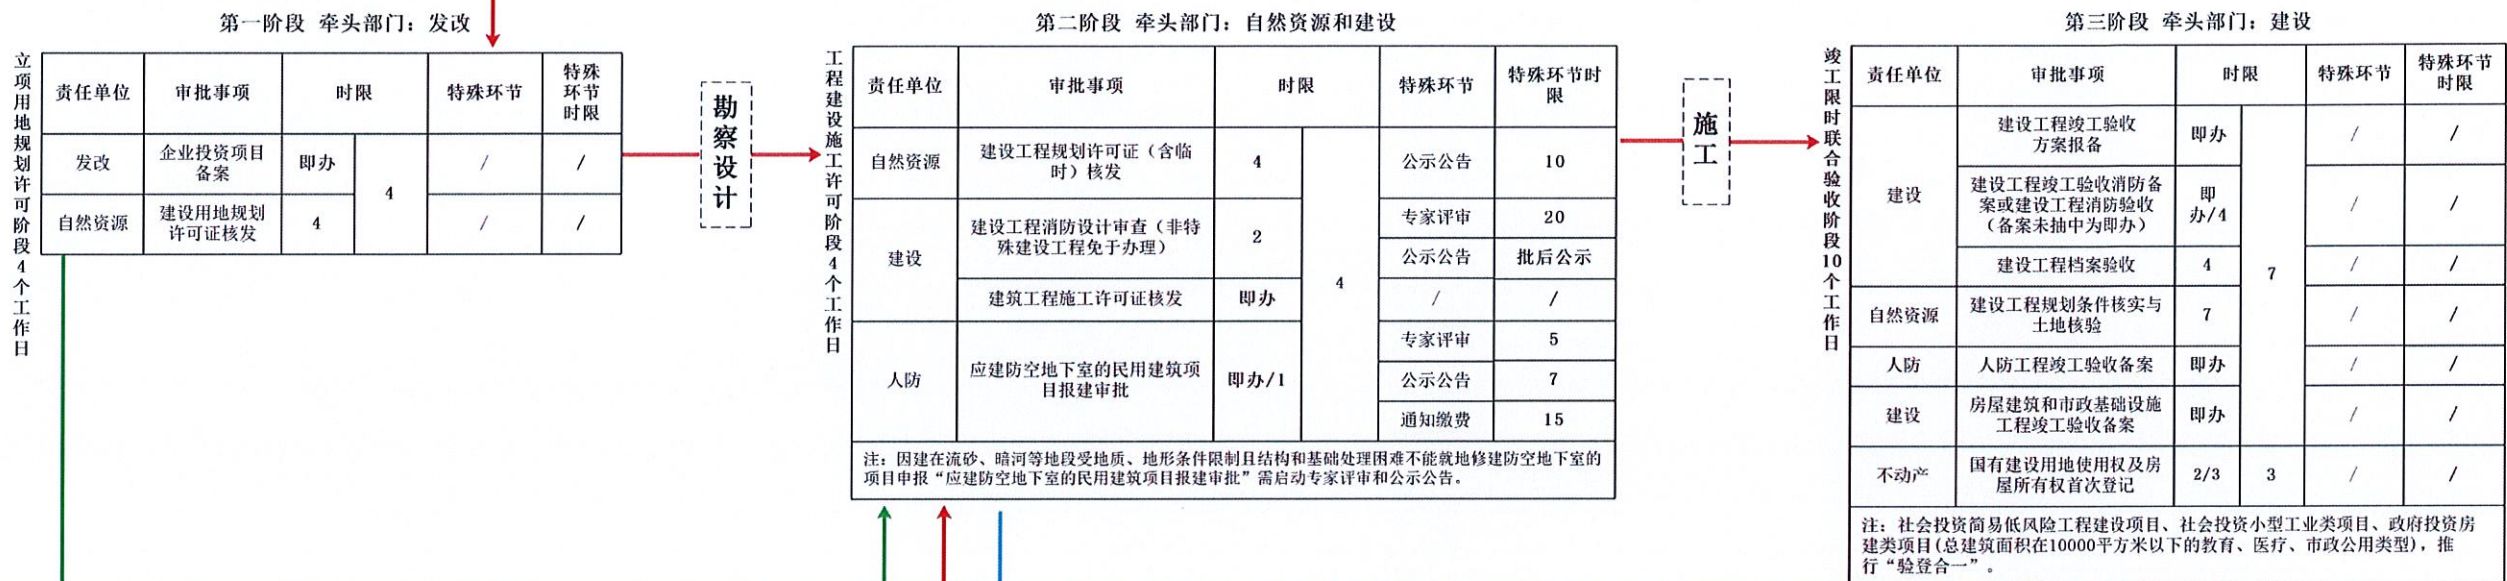 第一阶段 牵头部门：发改
立项用地规划许可阶段4个工作日
责任单位
审批事项
时限
特殊环节
特殊
环节
时限
发改
企业投资项目
备案
即办
4
/
/
自然资源
建设用地规划
许可证核发
4
/
/
勘察设计
第二阶段 牵头部门：自然资源和建设
工程建设施工许可阶段4个工作日
责任单位
审批事项
时限
特殊环节
特殊环节时
限
自然资源
建设工程规划许可证（含临
时）核发
4
4
公示公告
10
建设
建设工程消防设计审查（非特
殊建设工程免于办理）
2
专家评审
20
公示公告
批后公示
建筑工程施工许可证核发
即办
/
/
人防
应建防空地下室的民用建筑项
目报建审批
即办/1
专家评审
5
公示公告
7
通知缴费
15
注：因建在流砂、暗河等地段受地质、地形条件限制且结构和基础处理困难不能就地修建防空地下室的
项目申报“应建防空地下室的民用建筑项目报建审批”需启动专家评审和公示公告。
施工
第三阶段 牵头部门：建设
竣工限时联合验收阶段10个工作日
责任单位
审批事项
时限
特殊环节
特殊环节
时限
建设
建设工程竣工验收
方案报备
即办
7
/
/
建设工程竣工验收消防备
案或建设工程消防验收
（备案未抽中为即办）
即
办/4
/
/
建设工程档案验收
4
/
/
自然资源
建设工程规划条件核实与
土地核验
7
/
/
人防
人防工程竣工验收备案
即办
/
/
建设
房屋建筑和市政基础设施
工程竣工验收备案
即办
/
/
不动产
国有建设用地使用权及房
屋所有权首次登记
2/3
3
/
/
注：社会投资简易低风险工程建设项目、社会投资小型工业类项目、政府投资房
建类项目(总建筑面积在10000平方米以下的教育、医疗、市政公用类型)，推
行“验登合一”。